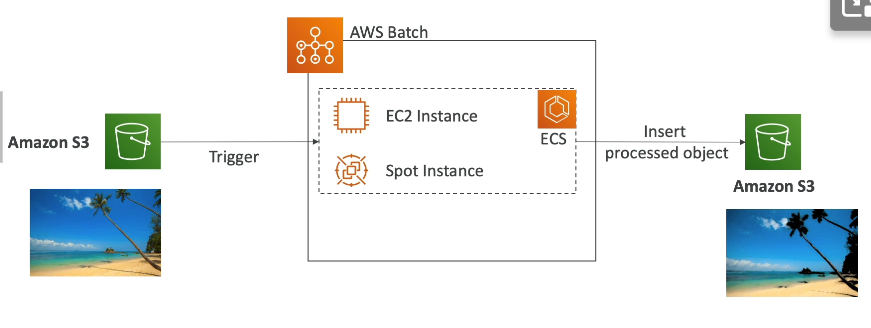 AWS Batch
EC2 Instance
Amazon S3
Trigger
ECS
Spot Instance
Insert
processed object
Amazon S3